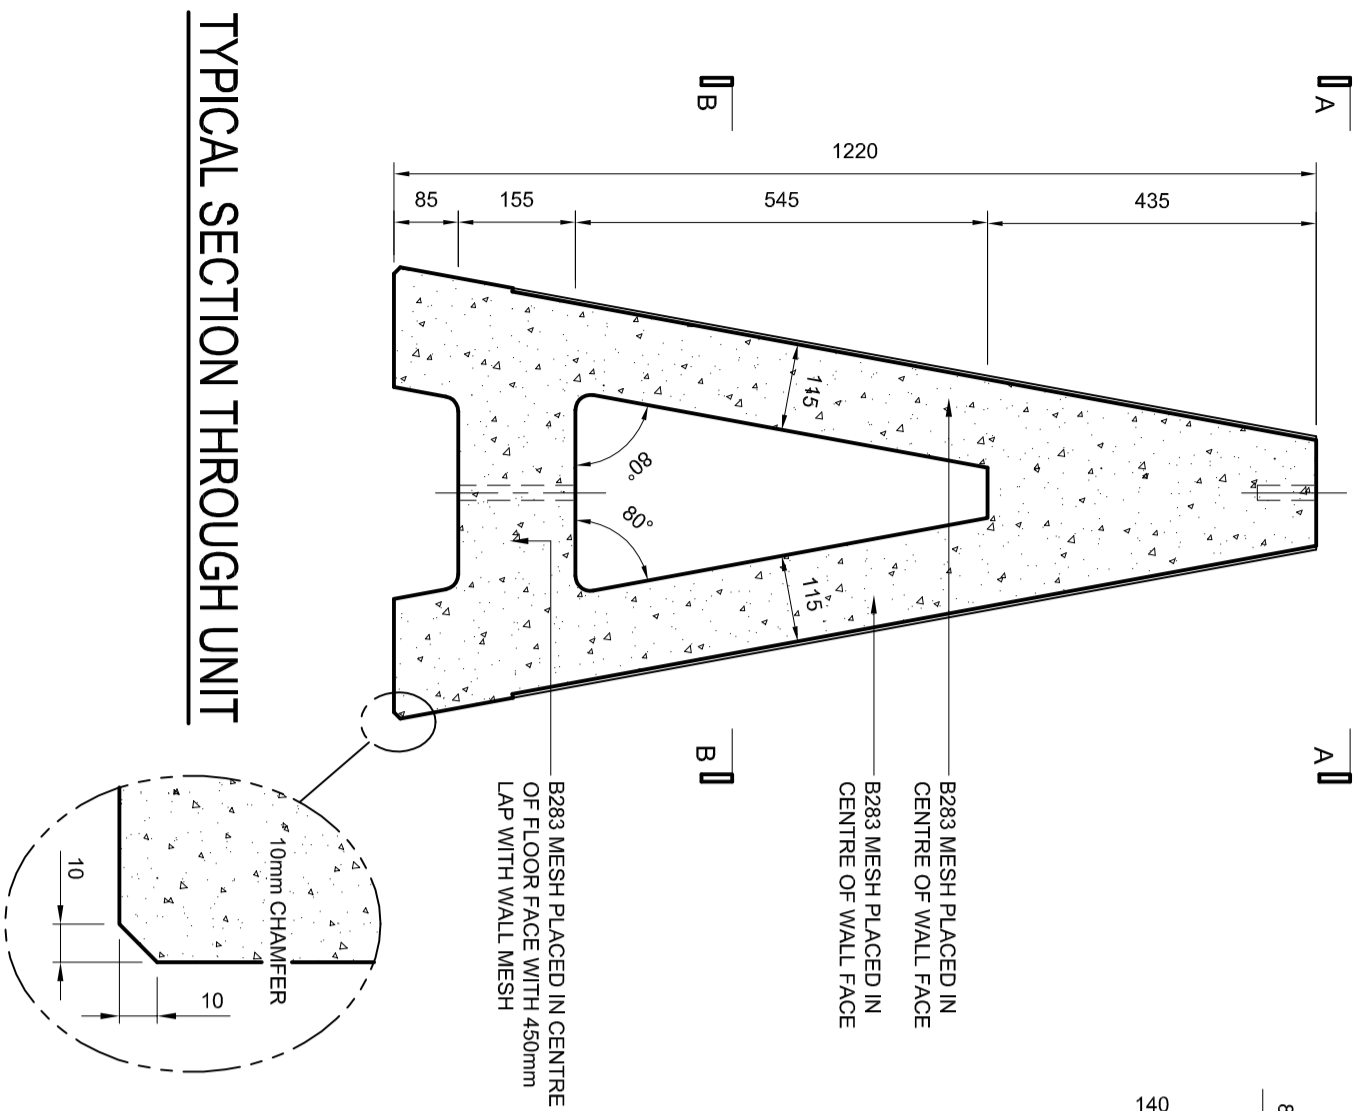 TYPICAL SECTION THROUGH UNIT
A
A
B
B
1220
85
155
545
435
115
115
80°
80°
B283 MESH PLACED IN
CENTRE OF WALL FACE
B283 MESH PLACED IN
CENTRE OF WALL FACE
B283 MESH PLACED IN CENTRE
OF FLOOR FACE WITH 450mm
LAP WITH WALL MESH
10mm CHAMFER
10
10
140